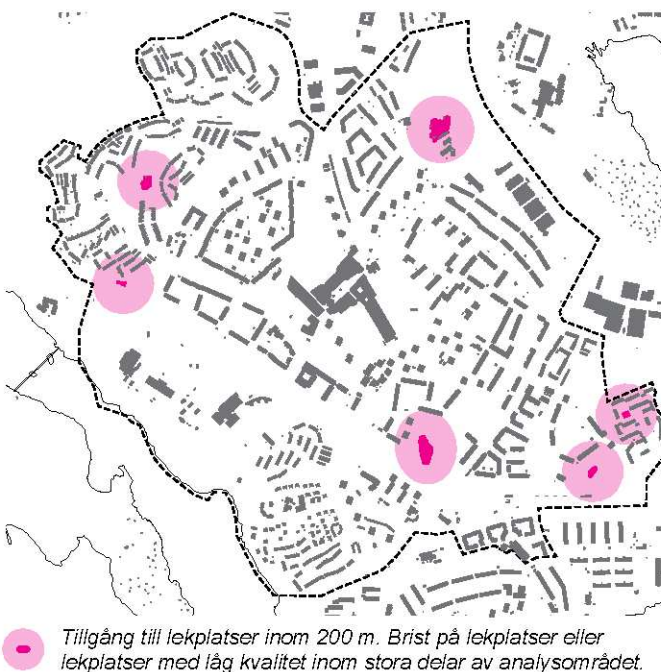 Tillgång till lekplatser inom 200 m. Brist på lekplatser eller
lekplatser med låg kvalitet inom stora delar av analysområdet.